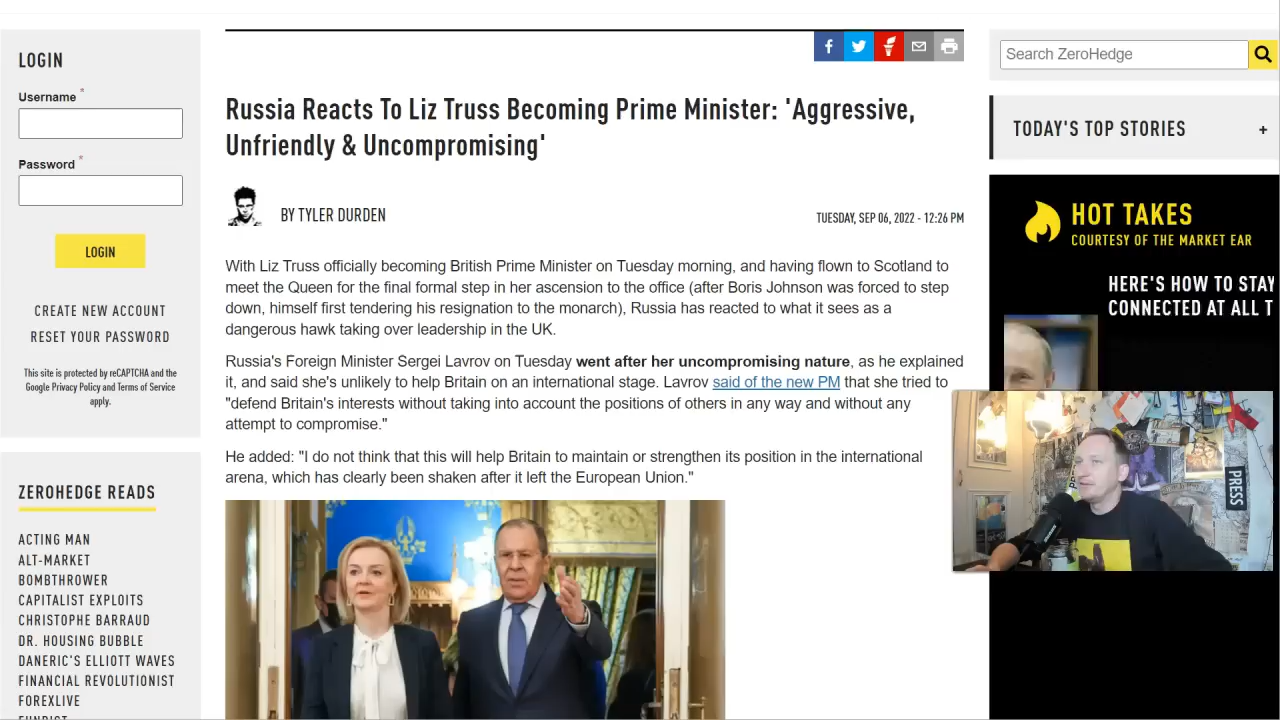 LOGIN
Username *
Password *
LOGIN
CREATE NEW ACCOUNT
RESET YOUR PASSWORD
This site is protected by reCAPTCHA and the
Google Privacy Policy and Terms of Service
apply.
ZEROHEDGE READS
ACTING MAN
ALT-MARKET
BOMBTHROWER
CAPITALIST EXPLOITS
CHRISTOPHE BARRAUD
DR. HOUSING BUBBLE
DANERIC'S ELLIOTT WAVES
FINANCIAL REVOLUTIONIST
FOREXLIVE
Russia Reacts To Liz Truss Becoming Prime Minister: 'Aggressive,
Unfriendly & Uncompromising'
BY TYLER DURDEN
TUESDAY, SEP 06, 2022 - 12:26 PM
With Liz Truss officially becoming British Prime Minister on Tuesday morning, and having flown to Scotland to
meet the Queen for the final formal step in her ascension to the office (after Boris Johnson was forced to step
down, himself first tendering his resignation to the monarch), Russia has reacted to what it sees as a
dangerous hawk taking over leadership in the UK.
Russia's Foreign Minister Sergei Lavrov on Tuesday went after her uncompromising nature, as he explained
it, and said she's unlikely to help Britain on an international stage. Lavrov said of the new PM that she tried to
"defend Britain's interests without taking into account the positions of others in any way and without any
attempt to compromise."
He added: "I do not think that this will help Britain to maintain or strengthen its position in the international
arena, which has clearly been shaken after it left the European Union."
Search ZeroHedge
TODAY'S TOP STORIES +
HOT TAKES
COURTESY OF THE MARKET EAR
HERE'S HOW TO STAY
CONNECTED AT ALL T
PRESS